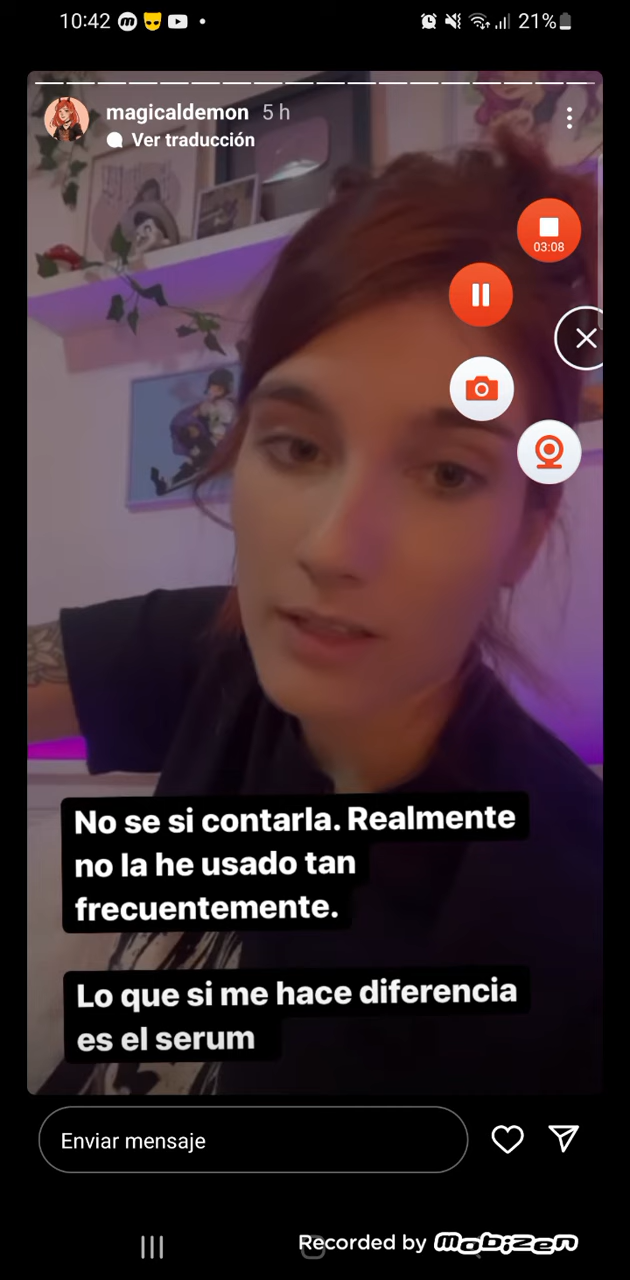 10:42
21%
magicaldemon 5 h
Ver traducción
03:08
No se si contarla. Realmente
no la he usado tan
frecuentemente.
Lo que si me hace diferencia
es el serum
Enviar mensaje
Recorded by mobizen